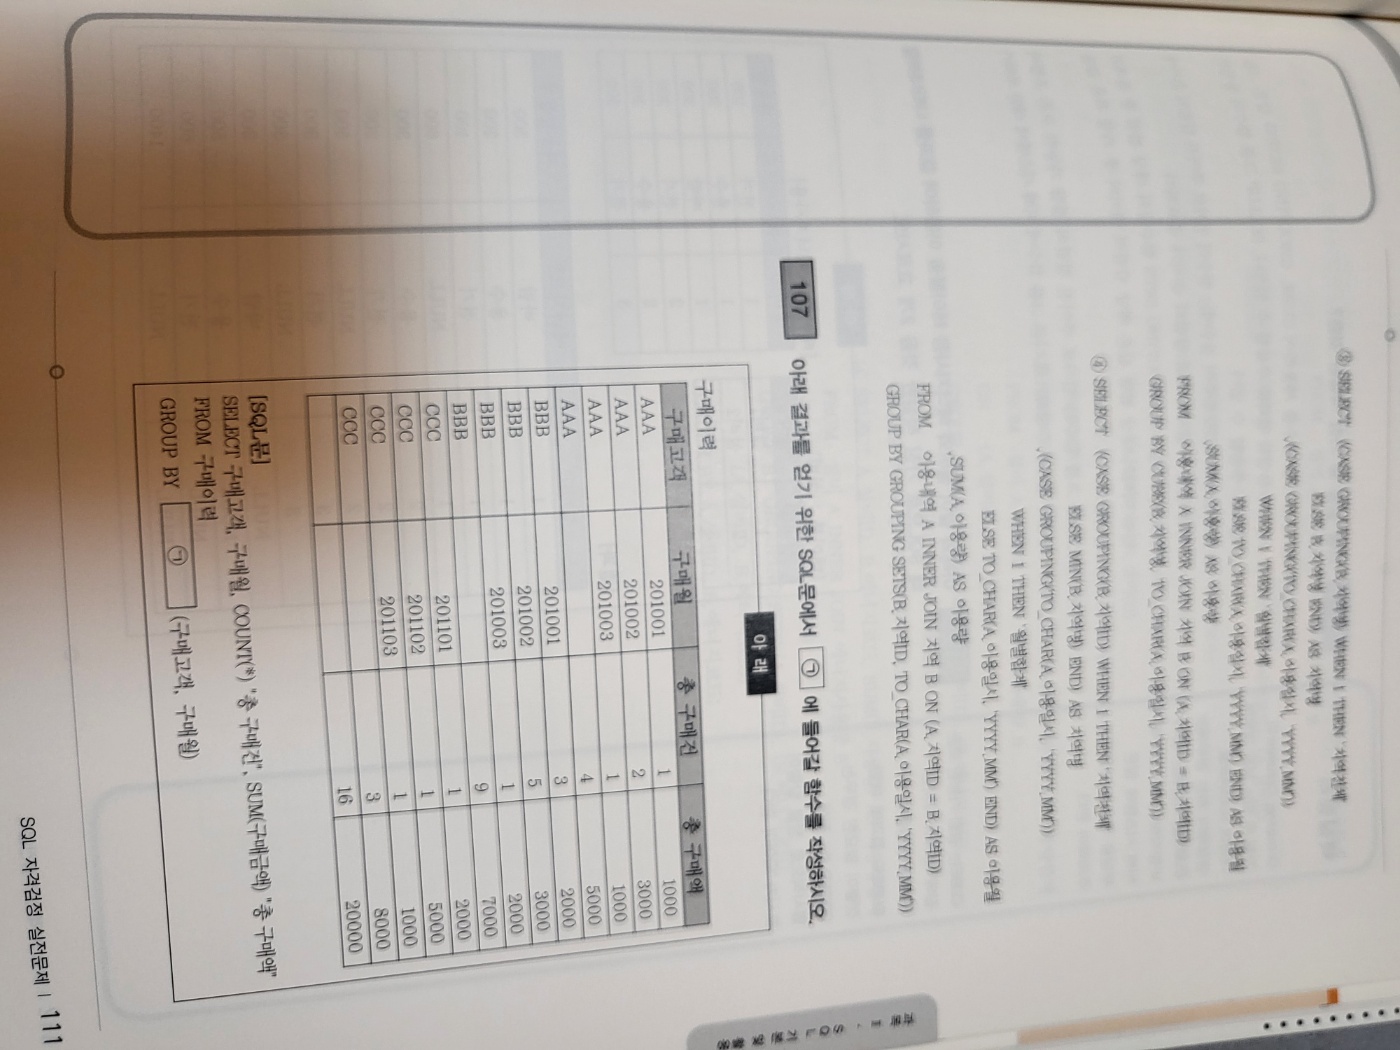 ③ SELECT (CASE GROUPING(B.지역명) WHEN 1 THEN '지역전체'
ELSE B.지역명 END) AS 지역명
,(CASE GROUPING(TO_CHAR(A.이용일시, 'YYYY.MM'))
WHEN 1 THEN '월별합계'
ELSE TO_CHAR(A.이용일시, 'YYYY.MM') END) AS 이용월
,SUM(A.이용량) AS 이용량
FROM 이용내역 A INNER JOIN 지역 B ON (A.지역ID = B.지역ID)
GROUP BY CUBE(B.지역명, TO_CHAR(A.이용일시, 'YYYY.MM'))
④ SELECT (CASE GROUPING(B.지역ID) WHEN 1 THEN '지역전체'
ELSE MIN(B.지역명) END) AS 지역명
,(CASE GROUPING(TO_CHAR(A.이용일시, 'YYYY.MM'))
WHEN 1 THEN '월별합계'
ELSE TO_CHAR(A.이용일시, 'YYYY.MM') END) AS 이용월
,SUM(A.이용량) AS 이용량
FROM 이용내역 A INNER JOIN 지역 B ON (A.지역ID = B.지역ID)
GROUP BY GROUPING SETS(B.지역ID, TO_CHAR(A.이용일시, 'YYYY.MM'))
107 아래 결과를 얻기 위한 SQL문에서 ㉠ 에 들어갈 함수를 작성하시오.
아래
구매이력
구매고객 구매월 총 구매건 총 구매액
AAA 201001 1 1000
AAA 201002 2 3000
AAA 201003 1 1000
AAA 4 5000
BBB 201001 3 2000
BBB 201002 5 3000
BBB 201003 1 2000
BBB 9 7000
CCC 201101 1 2000
CCC 201102 1 5000
CCC 201103 1 1000
CCC 3 8000
16 20000
[SQL문]
SELECT 구매고객, 구매월, COUNT(*) "총 구매건", SUM(구매금액) "총 구매액"
FROM 구매이력
GROUP BY ㉠ (구매고객, 구매월)
과목 Ⅱ. SQL 기본 및 활용
SQL 자격검정 실전문제 | 111